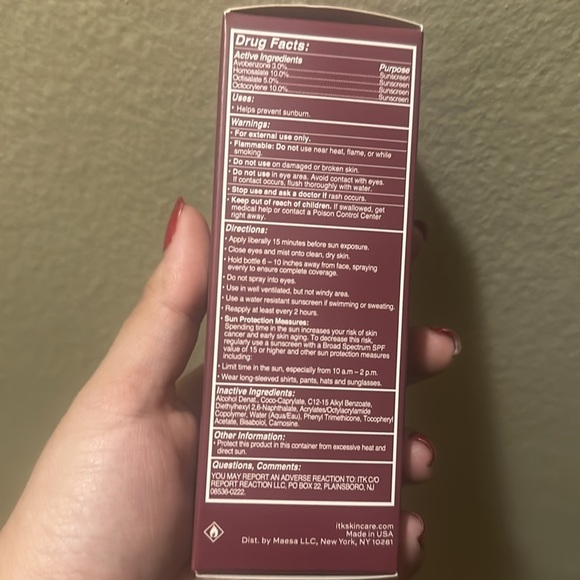 Drug Facts:
Active Ingredients Purpose
Avobenzone 3.0% Sunscreen
Homosalate 10.0% Sunscreen
Octisalate 5.0% Sunscreen
Octocrylene 10.0% Sunscreen
Uses:
• Helps prevent sunburn.
Warnings:
• For external use only.
• Flammable: Do not use near heat, flame, or while
smoking.
• Do not use on damaged or broken skin.
• Do not use in eye area. Avoid contact with eyes.
If contact occurs, flush thoroughly with water.
• Stop use and ask a doctor if rash occurs.
• Keep out of reach of children. If swallowed, get
medical help or contact a Poison Control Center
right away.
Directions:
• Apply liberally 15 minutes before sun exposure.
• Close eyes and mist onto clean, dry skin.
• Hold bottle 6 – 10 inches away from face, spraying
evenly to ensure complete coverage.
• Do not spray into eyes.
• Use in well ventilated, but not windy area.
• Use a water resistant sunscreen if swimming or sweating.
• Reapply at least every 2 hours.
• Sun Protection Measures:
Spending time in the sun increases your risk of skin
cancer and early skin aging. To decrease this risk,
regularly use a sunscreen with a Broad Spectrum SPF
value of 15 or higher and other sun protection measures
including:
• Limit time in the sun, especially from 10 a.m – 2 p.m.
• Wear long-sleeved shirts, pants, hats and sunglasses.
Inactive Ingredients:
Alcohol Denat., Coco-Caprylate, C12-15 Alkyl Benzoate,
Diethylhexyl 2,6-Naphthalate, Acrylates/Octylacrylamide
Copolymer, Water (Aqua/Eau), Phenyl Trimethicone, Tocopheryl
Acetate, Bisabolol, Carnosine.
Other Information:
• Protect this product in this container from excessive heat and
direct sun.
Questions, Comments:
YOU MAY REPORT AN ADVERSE REACTION TO: ITK C/O
REPORT REACTION LLC, PO BOX 22, PLAINSBORO, NJ
08536-0222.
itkskincare.com
Made in USA
Dist. by Maesa LLC, New York, NY 10281